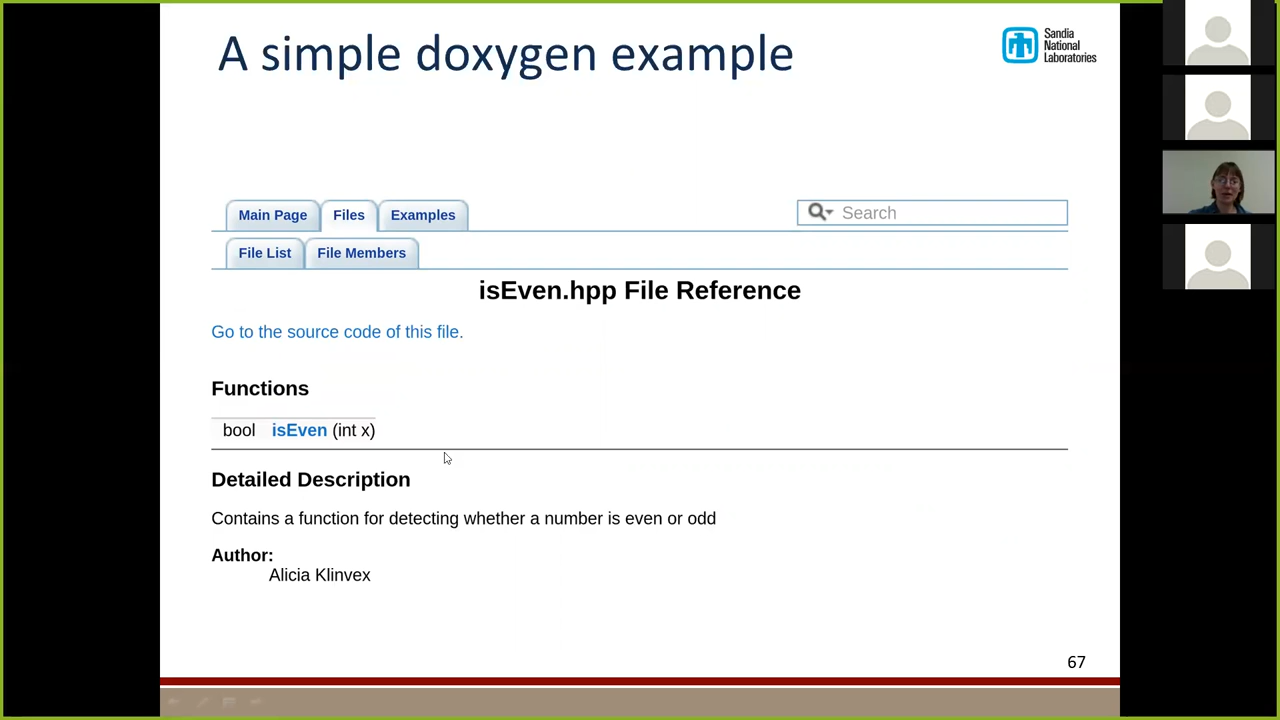 A simple doxygen example
Sandia
National
Laboratories
Main Page Files Examples
Search
File List File Members
isEven.hpp File Reference
Go to the source code of this file.
Functions
bool isEven (int x)
Detailed Description
Contains a function for detecting whether a number is even or odd
Author:
Alicia Klinvex
67